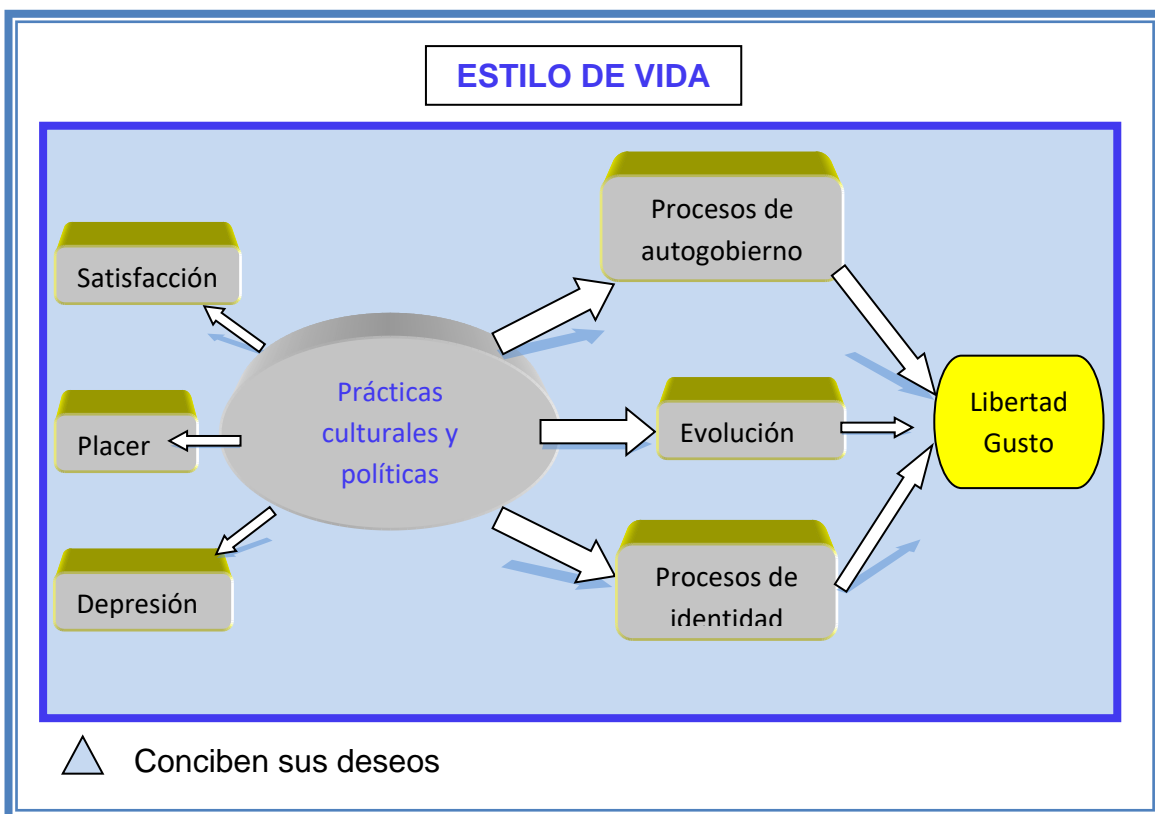 ESTILO DE VIDA
Satisfacción
Placer
Depresión
Prácticas
culturales y
políticas
Procesos de
autogobierno
Evolución
Procesos de
identidad
Libertad
Gusto
Conciben sus deseos